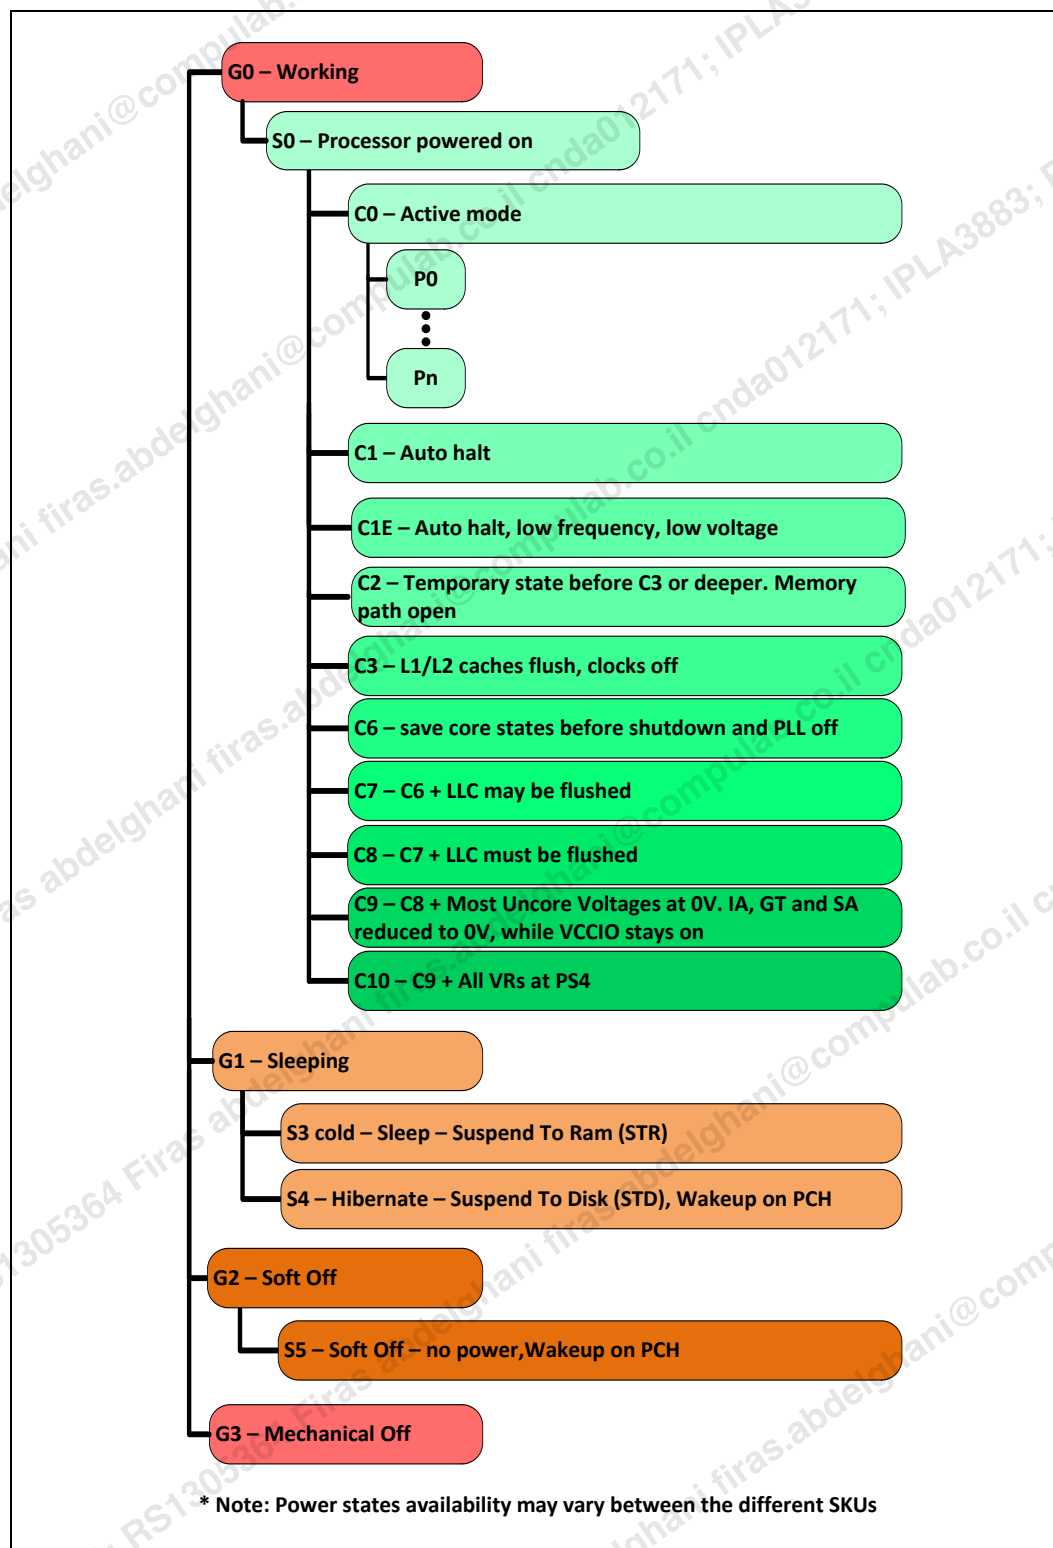 G0 – Working
S0 – Processor powered on
C0 – Active mode
P0
Pn
C1 – Auto halt
C1E – Auto halt, low frequency, low voltage
C2 – Temporary state before C3 or deeper. Memory
path open
C3 – L1/L2 caches flush, clocks off
C6 – save core states before shutdown and PLL off
C7 – C6 + LLC may be flushed
C8 – C7 + LLC must be flushed
C9 – C8 + Most Uncore Voltages at 0V. IA, GT and SA
reduced to 0V, while VCCIO stays on
C10 – C9 + All VRs at PS4
G1 – Sleeping
S3 cold – Sleep – Suspend To Ram (STR)
S4 – Hibernate – Suspend To Disk (STD), Wakeup on PCH
G2 – Soft Off
S5 – Soft Off – no power,Wakeup on PCH
G3 – Mechanical Off
* Note: Power states availability may vary between the different SKUs